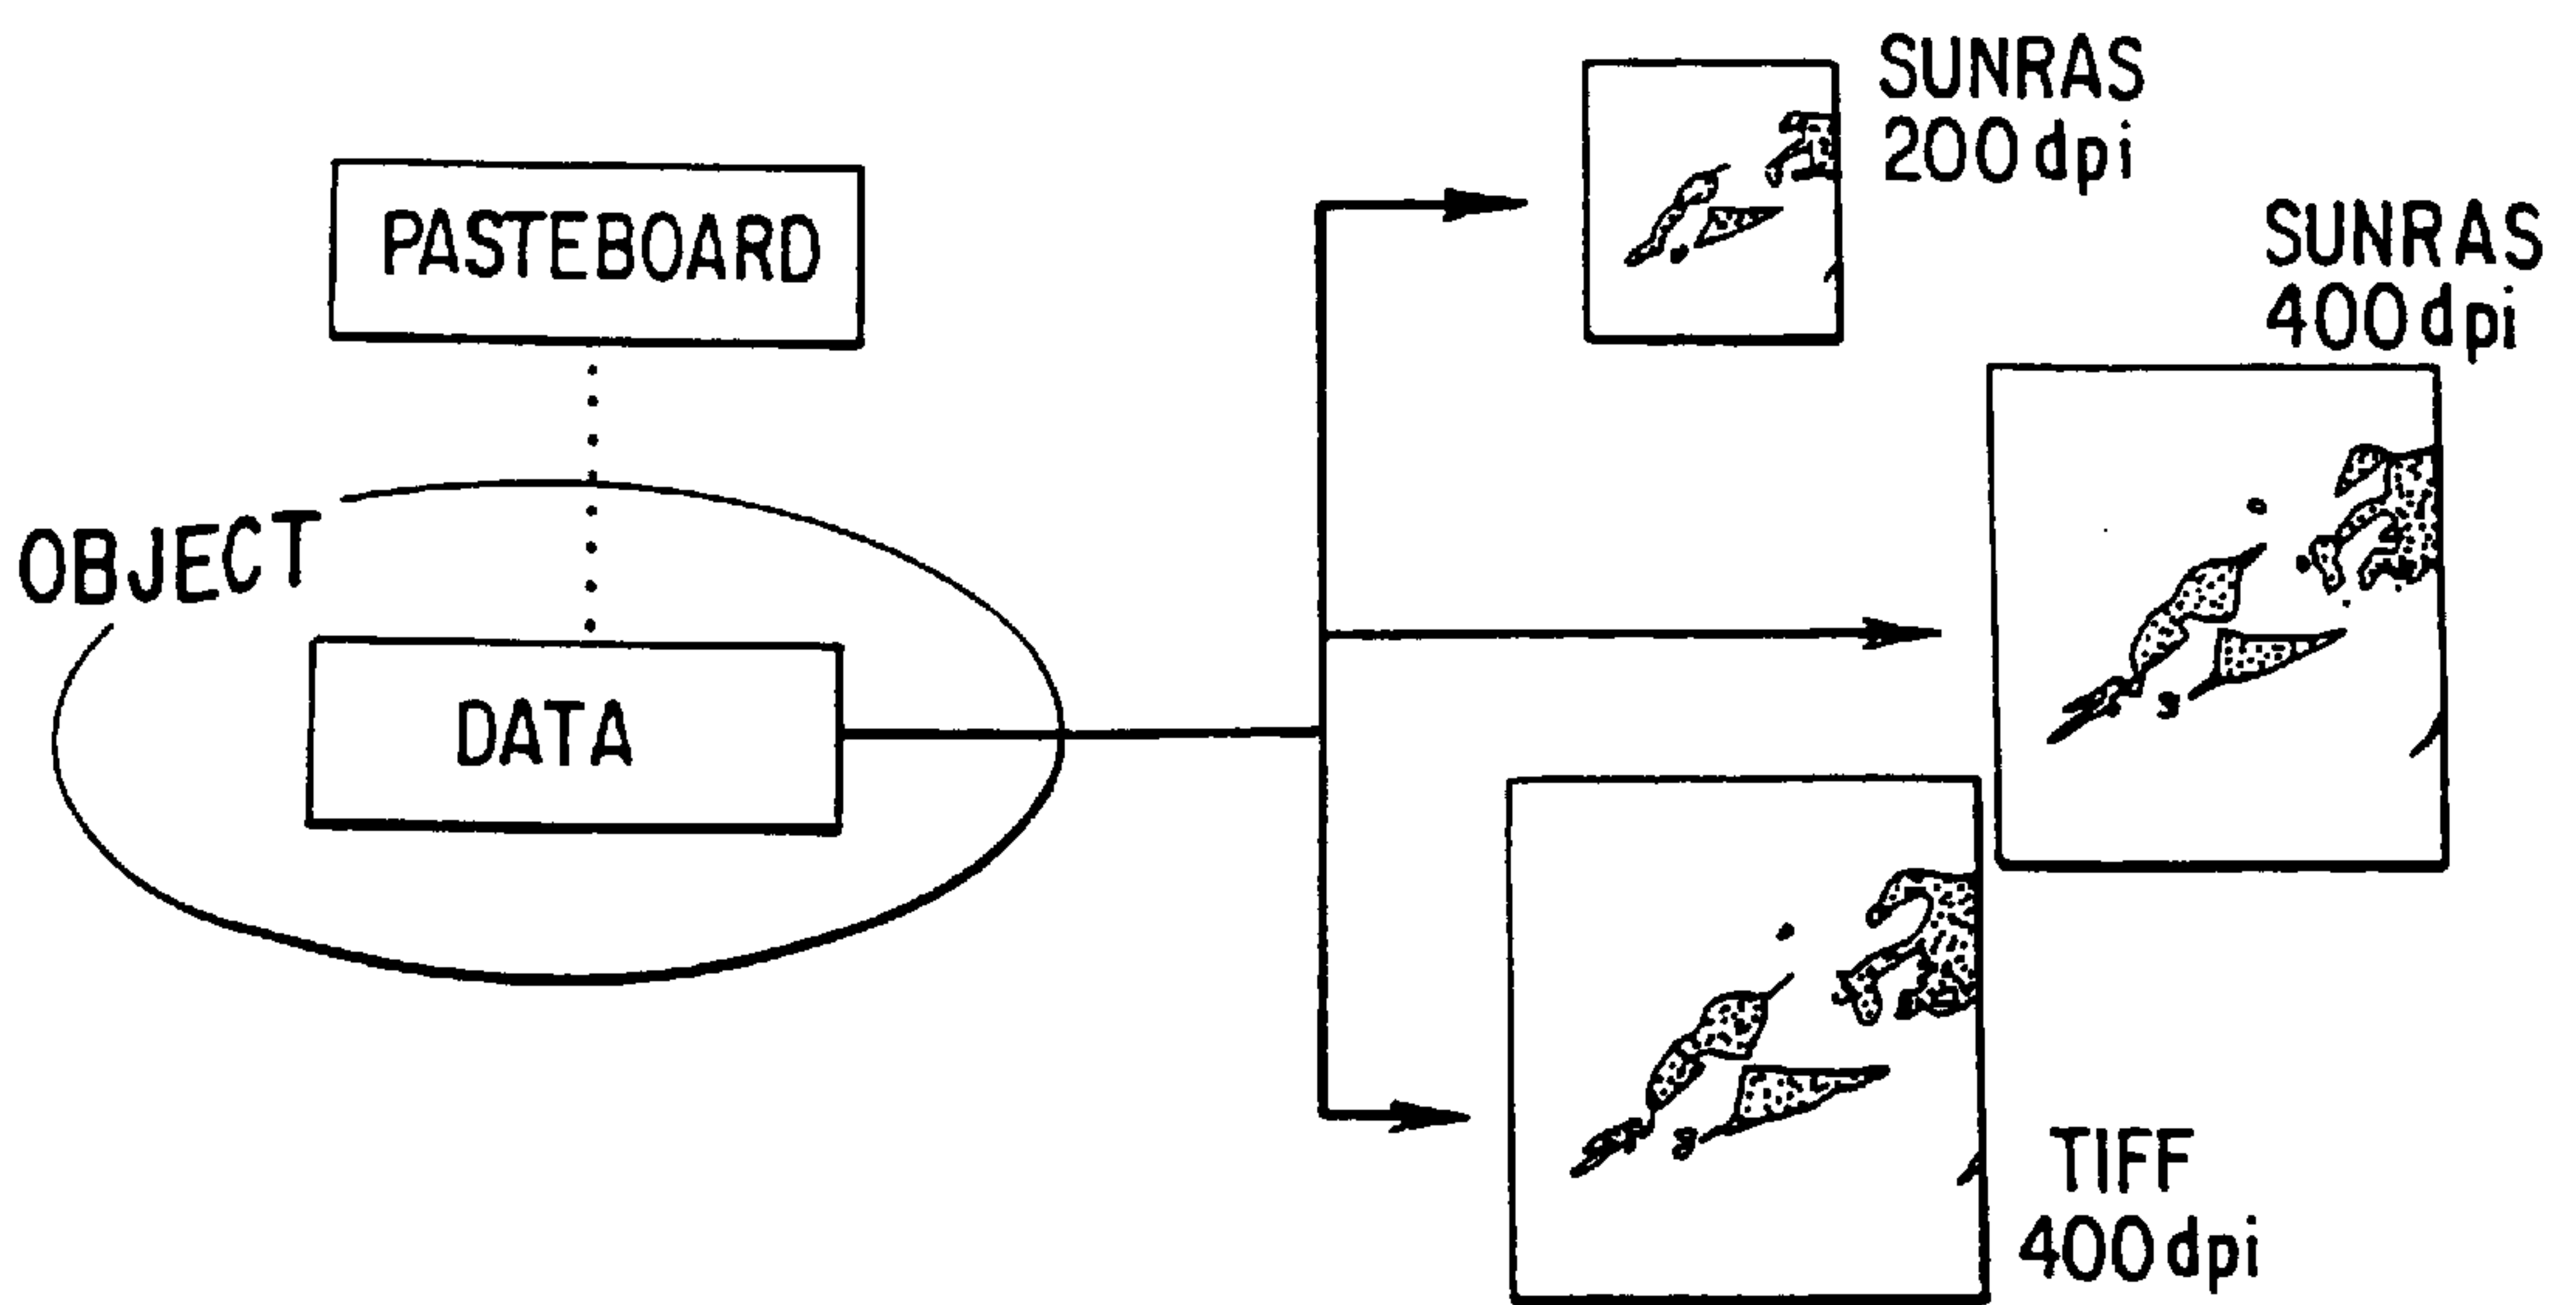 PASTEBOARD
OBJECT
DATA
SUNRAS
200dpi
SUNRAS
400dpi
TIFF
400dpi